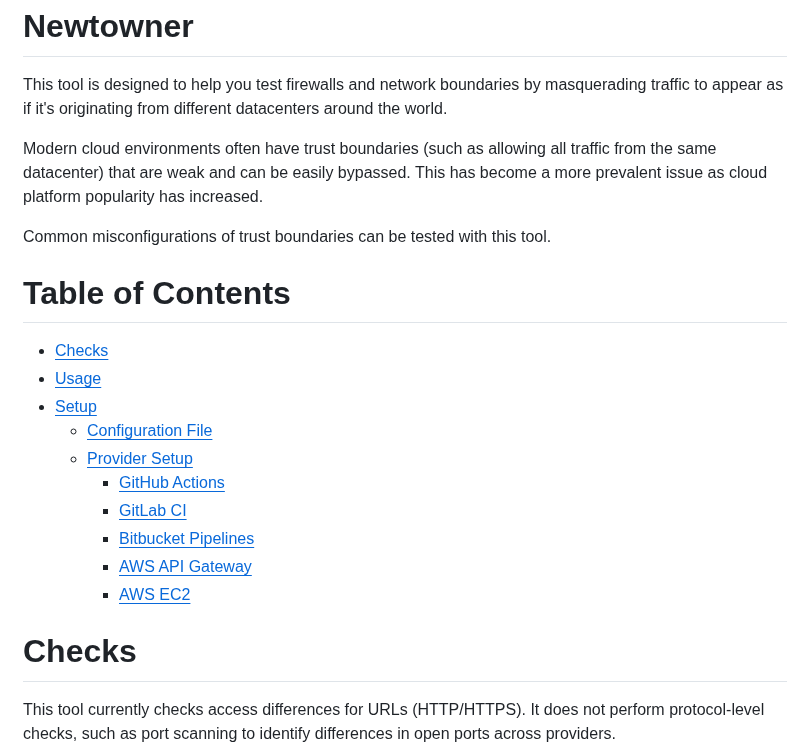 Newtowner
This tool is designed to help you test firewalls and network boundaries by masquerading traffic to appear as
if it's originating from different datacenters around the world.
Modern cloud environments often have trust boundaries (such as allowing all traffic from the same
datacenter) that are weak and can be easily bypassed. This has become a more prevalent issue as cloud
platform popularity has increased.
Common misconfigurations of trust boundaries can be tested with this tool.
Table of Contents
Checks
Usage
Setup
Configuration File
Provider Setup
GitHub Actions
GitLab CI
Bitbucket Pipelines
AWS API Gateway
AWS EC2
Checks
This tool currently checks access differences for URLs (HTTP/HTTPS). It does not perform protocol-level
checks, such as port scanning to identify differences in open ports across providers.